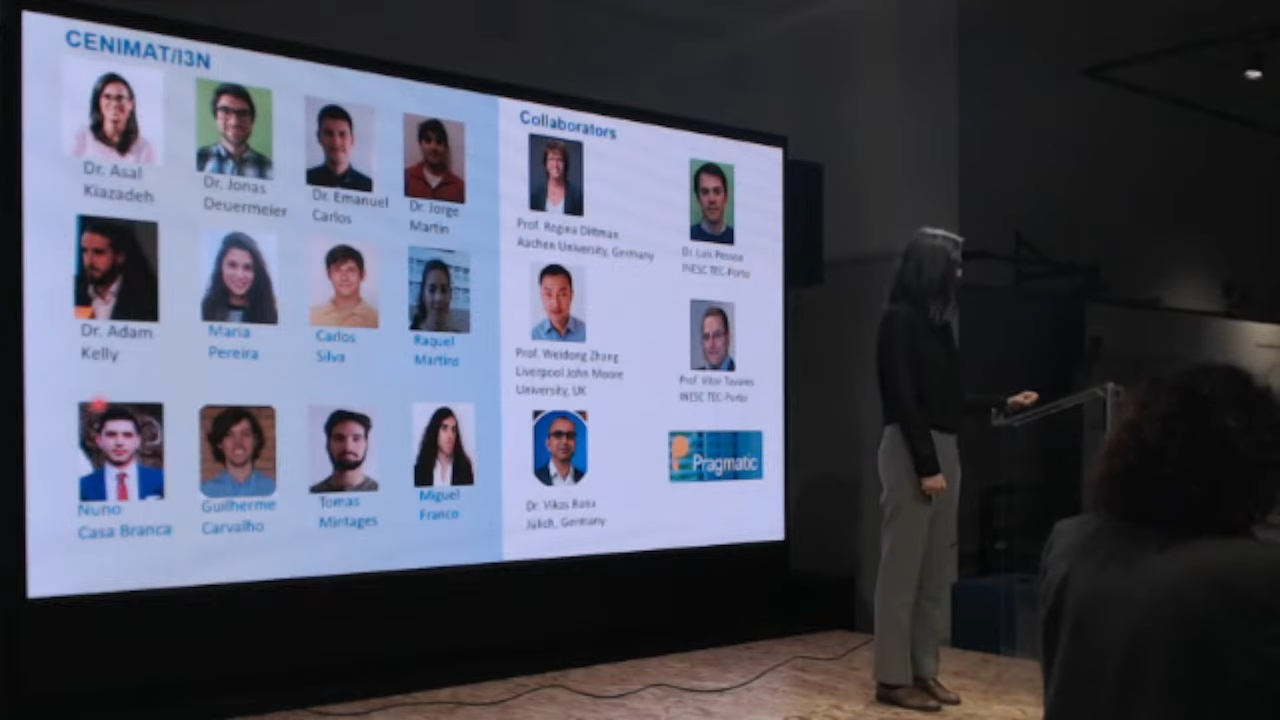 CENIMAT/I3N
Dr. Asal
Kiazadeh
Dr. Jonas
Deuermeier
Dr. Emanuel
Carlos
Dr. Jorge
Martin
Dr. Adam
Kelly
Maria
Pereira
Carlos
Silva
Raquel
Martins
Nuno
Casa Branca
Guilherme
Carvalho
Tomas
Mintages
Miguel
Franco
Collaborators
Prof. Regina Dittman
Aachen University, Germany
Dr. Luis Pessoa
INESC TEC-Porto
Prof. Weidong Zhang
Liverpool John Moore
University, UK
Prof. Vitor Tavares
INESC TEC-Porto
Dr. Vikas Rana
Julich, Germany
Pragmatic